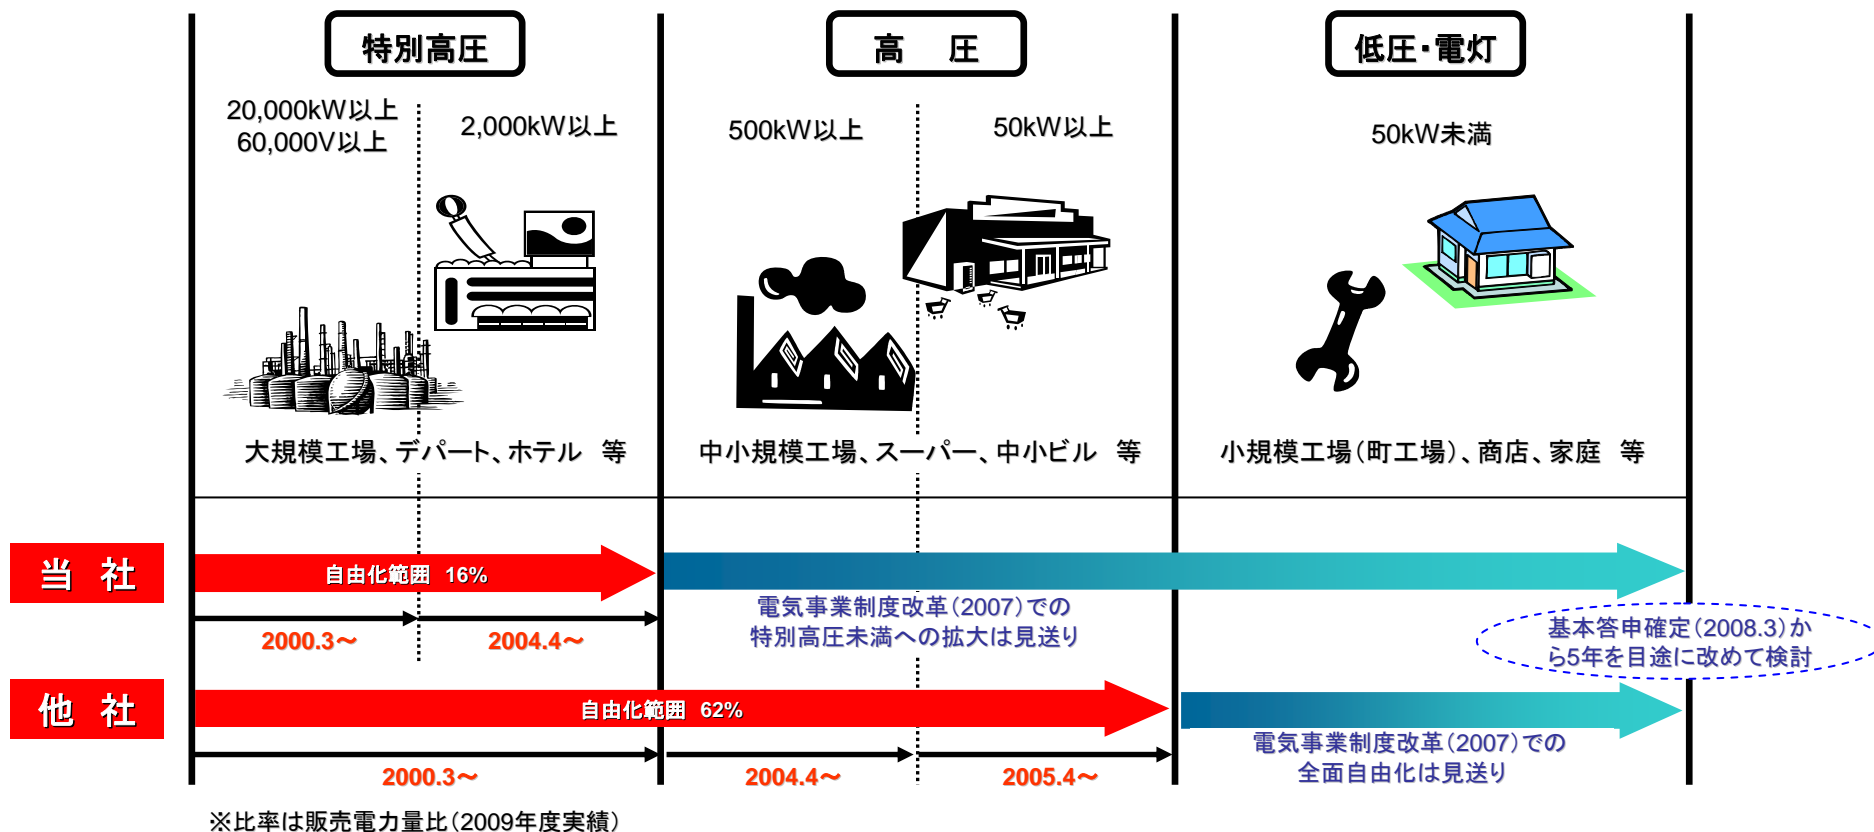 特別高圧
高　圧
低圧・電灯
20,000kW以上
60,000V以上
2,000kW以上
500kW以上
50kW以上
50kW未満
大規模工場、デパート、ホテル　等
中小規模工場、スーパー、中小ビル　等
小規模工場(町工場)、商店、家庭　等
当　社
自由化範囲　16%
2000.3～
2004.4～
電気事業制度改革(2007)での
特別高圧未満への拡大は見送り
基本答申確定(2008.3)か
ら5年を目途に改めて検討
他　社
自由化範囲　62%
2000.3～
2004.4～
2005.4～
電気事業制度改革(2007)での
全面自由化は見送り
※比率は販売電力量比(2009年度実績)